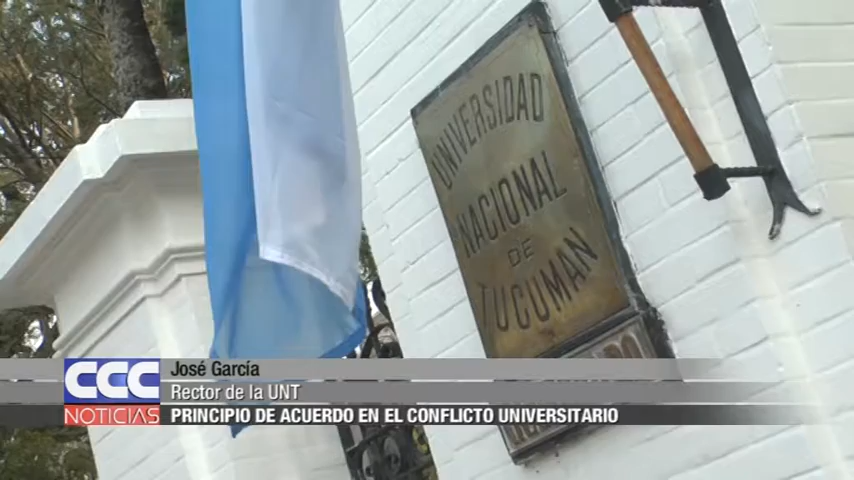 UNIVERSIDAD
NACIONAL
DE
TUCUMAN
CCC
NOTICIAS
José García
Rector de la UNT
PRINCIPIO DE ACUERDO EN EL CONFLICTO UNIVERSITARIO